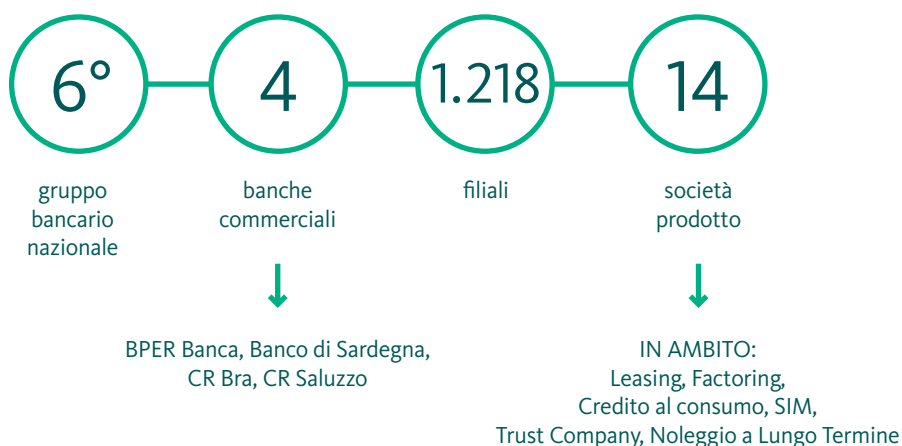 6°
4
1.218
14
gruppo
bancario
nazionale
banche
commerciali
filiali
società
prodotto
BPER Banca, Banco di Sardegna,
CR Bra, CR Saluzzo
IN AMBITO:
Leasing, Factoring,
Credito al consumo, SIM,
Trust Company, Noleggio a Lungo Termine